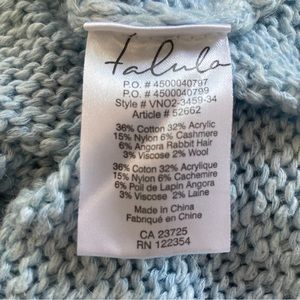 Talula
P.O. # 4500040797
P.O. # 4500040799
Style # VNO2-3459-34
Article # 52662
36% Cotton 32% Acrylic
15% Nylon 6% Cashmere
6% Angora Rabbit Hair
3% Viscose 2% Wool
36% Coton 32% Acrylique
15% Nylon 6% Cachemire
6% Poil de Lapin Angora
3% Viscose 2% Laine
Made in China
Fabriqué en Chine
CA 23725
RN 122354